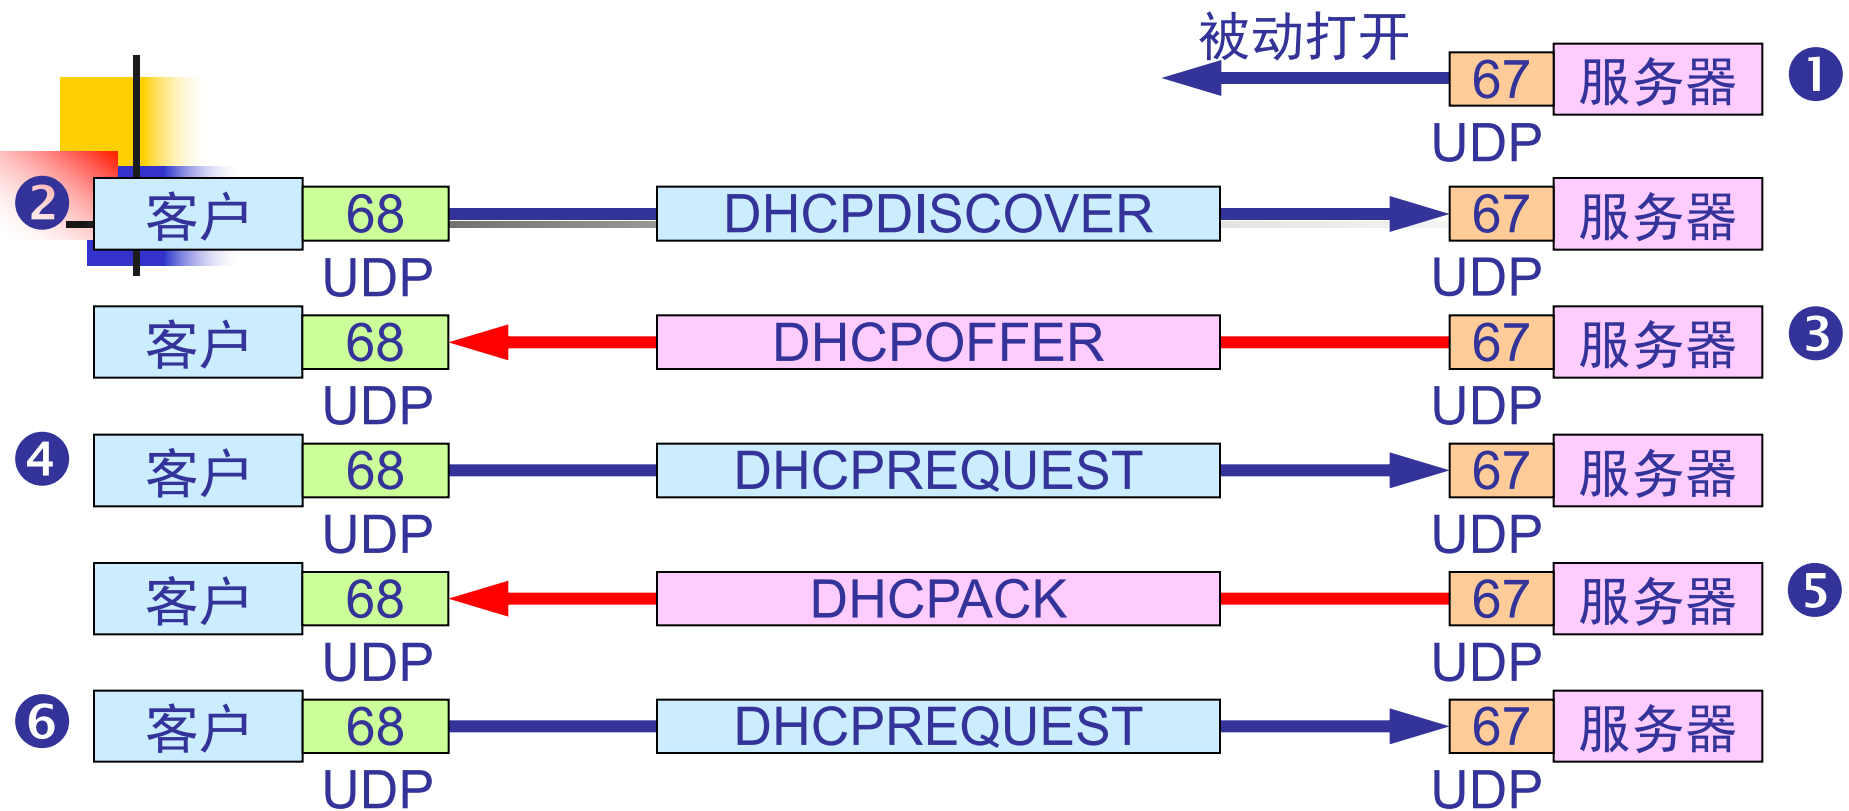 被动打开
67 服务器 ❶
UDP
❷ 客户 68 DHCPDISCOVER 67 服务器
UDP UDP
客户 68 DHCPOFFER 67 服务器 ❸
UDP UDP
❹ 客户 68 DHCPREQUEST 67 服务器
UDP UDP
客户 68 DHCPACK 67 服务器 ❺
UDP UDP
❻ 客户 68 DHCPREQUEST 67 服务器
UDP UDP